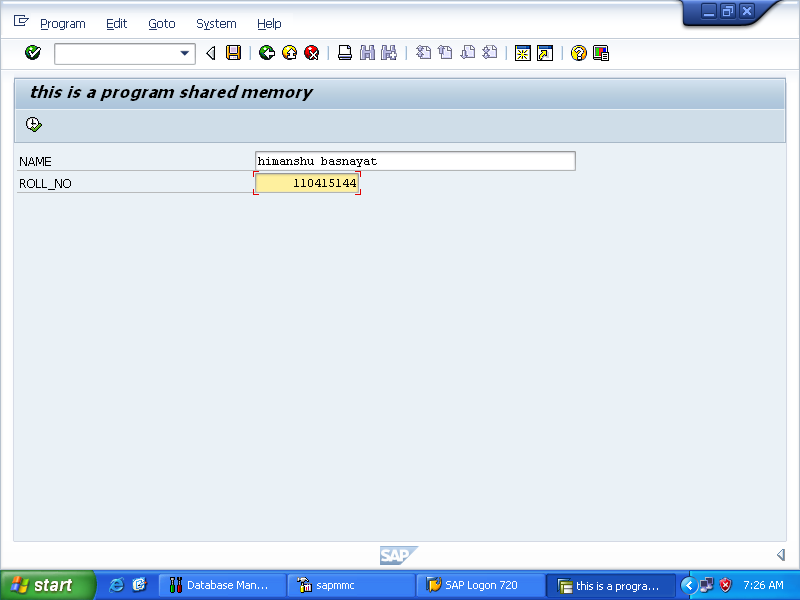 Program Edit Goto System Help
this is a program shared memory
NAME himanshu basnayat
ROLL_NO 110415144
SAP
start Database Man... sapmmc SAP Logon 720 this is a progra... 7:26 AM